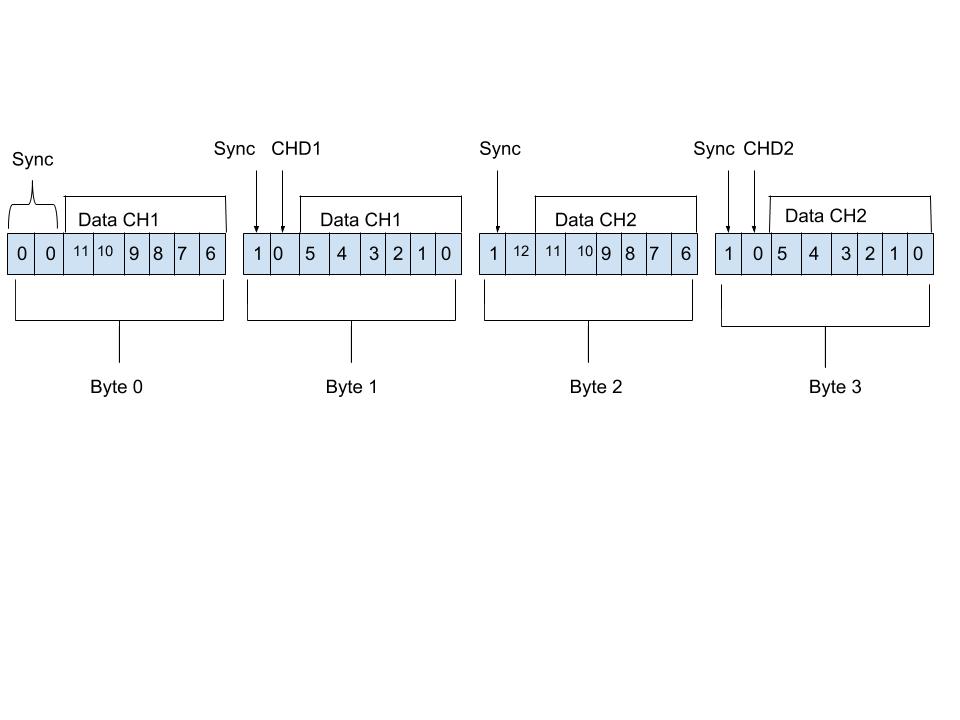 Sync CHD1 Sync Sync CHD2
Sync
Data CH1 Data CH1 Data CH2 Data CH2
0 0 11 10 9 8 7 6 1 0 5 4 3 2 1 0 1 12 11 10 9 8 7 6 1 0 5 4 3 2 1 0
Byte 0 Byte 1 Byte 2 Byte 3